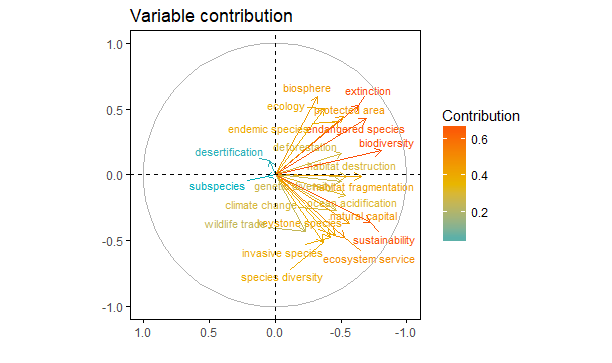 Variable contribution
1.0
biosphere
extinction
ecology
protected area
0.5
endemic species
endangered species
deforestation
biodiversity
desertification
habitat destruction
0.0
subspecies
habitat fragmentation
climate change
ocean acidification
natural capital
wildlife trade
keystone species
-0.5
sustainability
invasive species
ecosystem service
species diversity
-1.0
1.0
0.5
0.0
-0.5
-1.0
Contribution
0.6
0.4
0.2